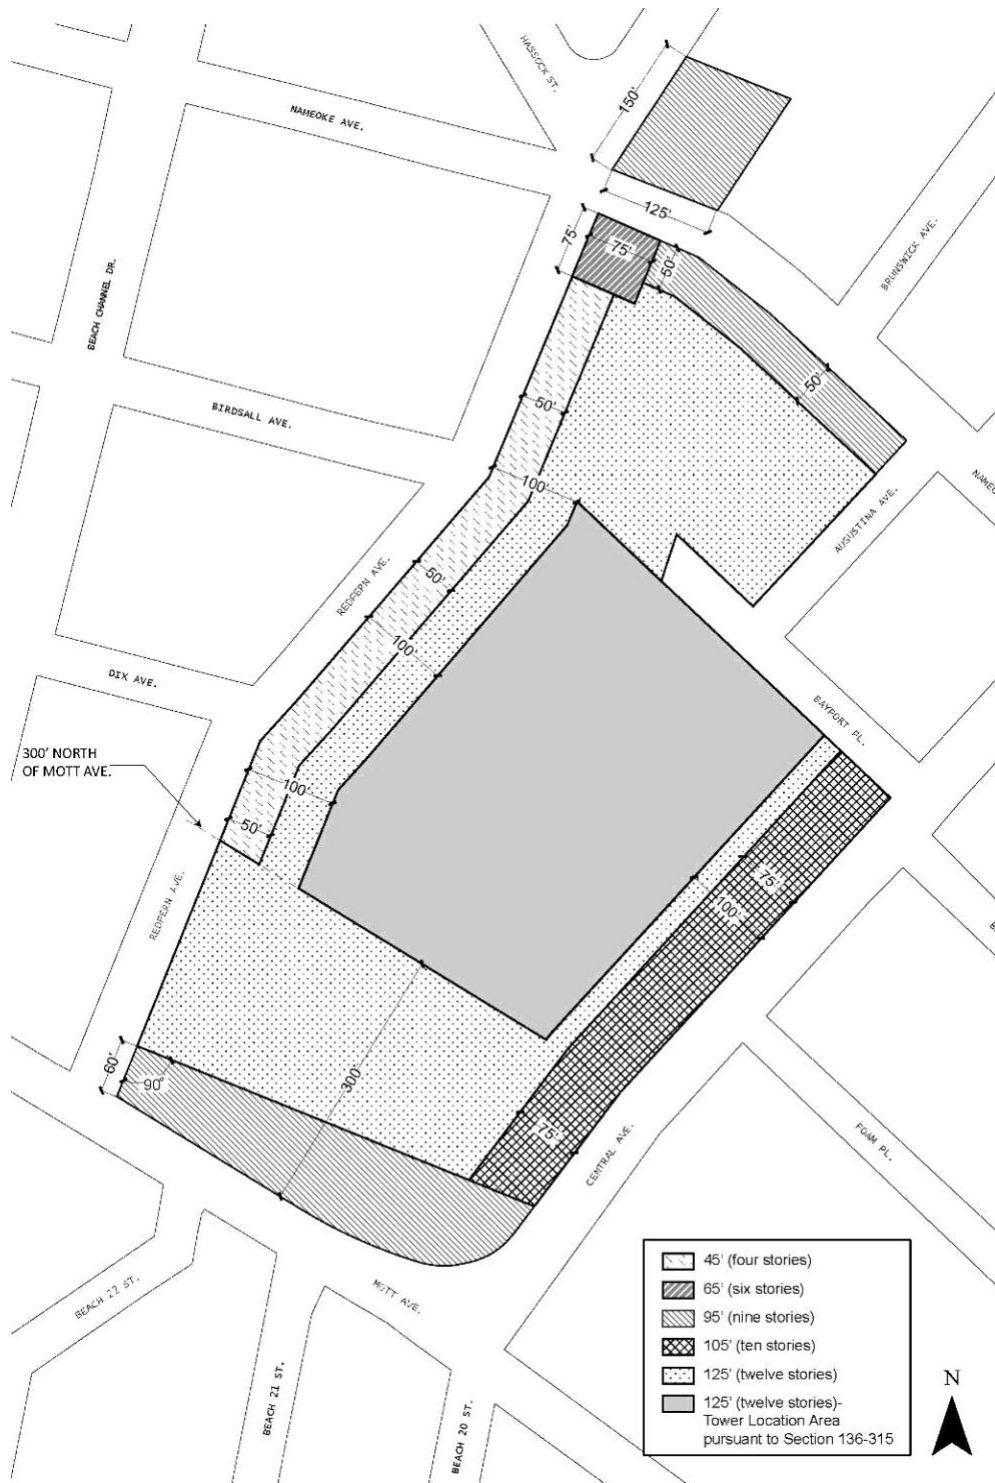 HASSOCK ST.
150'
NAMEOKE AVE.
125'
75'
75'
50'
BRUNSWICK AVE.
BEACH CHANNEL DR.
50'
BIRDSALL AVE.
50'
100'
AUGUSTINA AVE.
REDFERN AVE.
50'
100'
DIX AVE.
BAYPORT PL.
300' NORTH
OF MOTT AVE.
100'
50'
75'
100'
REDFERN AVE.
60'
90°
300'
75'
CENTRAL AVE.
FOAM PL.
MOTT AVE.
BEACH 22 ST.
BEACH 21 ST.
BEACH 20 ST.
45' (four stories)
65' (six stories)
95' (nine stories)
105' (ten stories)
125' (twelve stories)
125' (twelve stories)-
Tower Location Area
pursuant to Section 136-315
N